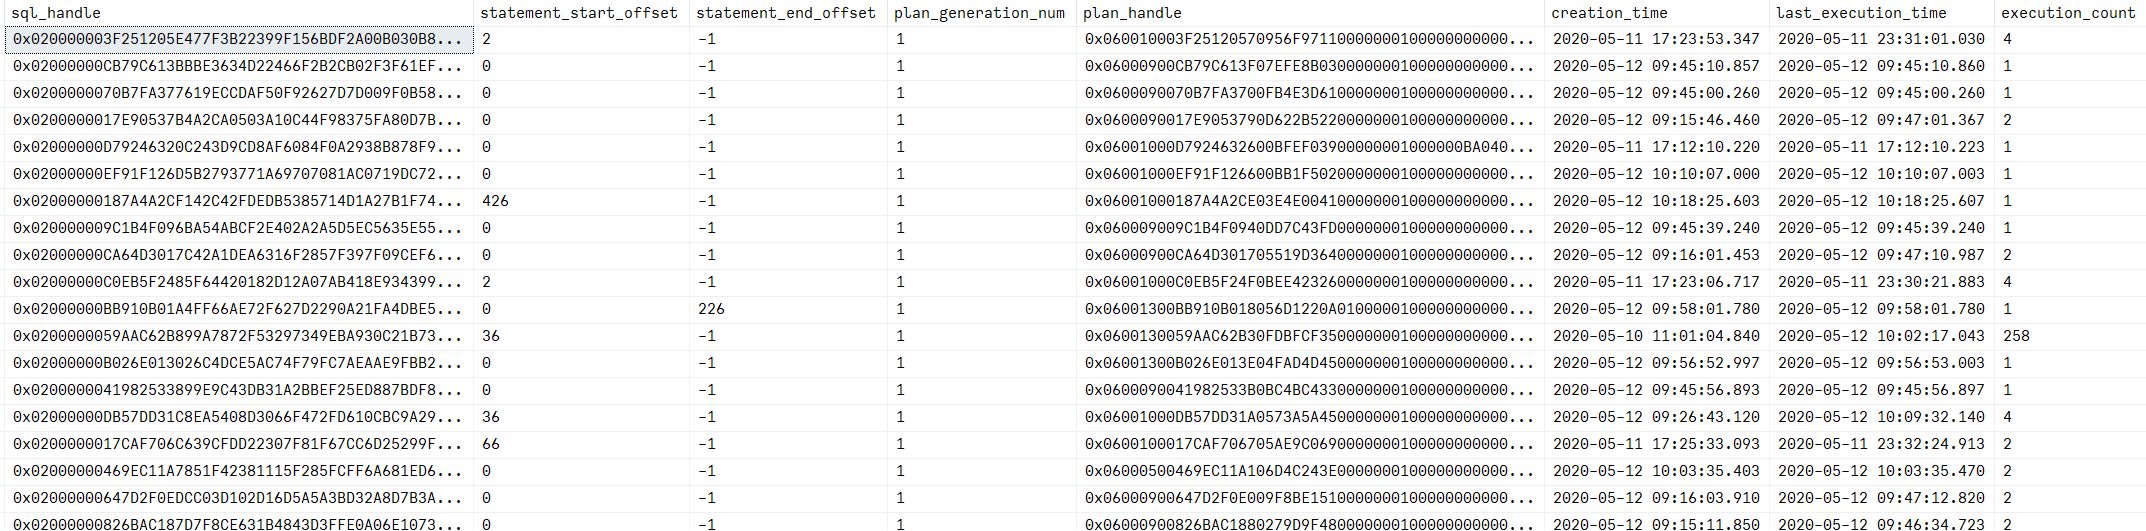 sql_handle statement_start_offset statement_end_offset plan_generation_num plan_handle creation_time last_execution_time execution_count
0x020000003F251205E477F3B22399F156BDF2A00B030B8... 2 -1 1 0x060010003F25120570956F9711000000010000000000... 2020-05-11 17:23:53.347 2020-05-11 23:31:01.030 4
0x02000000CB79C613BBBE3634D22466F2B2CB02F3F61EF... 0 -1 1 0x06000900CB79C613F07EFE8B03000000010000000000... 2020-05-12 09:45:10.857 2020-05-12 09:45:10.860 1
0x0200000070B7FA377619ECCDAF50F92627D7D009F0B58... 0 -1 1 0x0600090070B7FA3700FB4E3D61000000010000000000... 2020-05-12 09:45:00.260 2020-05-12 09:45:00.260 1
0x0200000017E90537B4A2CA0503A10C44F98375FA80D7B... 0 -1 1 0x0600090017E9053790D622B522000000010000000000... 2020-05-12 09:15:46.460 2020-05-12 09:47:01.367 2
0x02000000D79246320C243D9CD8AF6084F0A2938B878F9... 0 -1 1 0x06001000D7924632600BFEF03900000001000000BA040... 2020-05-11 17:12:10.220 2020-05-11 17:12:10.223 1
0x02000000EF91F126D5B2793771A69707081AC0719DC72... 0 -1 1 0x06001000EF91F126600BB1F502000000010000000000... 2020-05-12 10:10:07.000 2020-05-12 10:10:07.003 1
0x02000000187A4A2CF142C42FDEDB5385714D1A27B1F74... 426 -1 1 0x06001000187A4A2CE03E4E0041000000010000000000... 2020-05-12 10:18:25.603 2020-05-12 10:18:25.607 1
0x020000009C1B4F096BA54ABCF2E402A2A5D5EC5635E55... 0 -1 1 0x060009009C1B4F0940DD7C43FD000000010000000000... 2020-05-12 09:45:39.240 2020-05-12 09:45:39.240 1
0x02000000CA64D3017C42A1DEA6316F2857F397F09CEF6... 0 -1 1 0x06000900CA64D301705519D364000000010000000000... 2020-05-12 09:16:01.453 2020-05-12 09:47:10.987 2
0x02000000C0EB5F2485F64420182D12A07AB418E934399... 2 -1 1 0x06001000C0EB5F24F0BEE42326000000010000000000... 2020-05-11 17:23:06.717 2020-05-11 23:30:21.883 4
0x02000000BB910B01A4FF66AE72F627D2290A21FA4DBE5... 0 226 1 0x06001300BB910B018056D1220A010000010000000000... 2020-05-12 09:58:01.780 2020-05-12 09:58:01.780 1
0x0200000059AAC62B899A7872F53297349EBA930C21B73... 36 -1 1 0x0600130059AAC62B30FDBFCF35000000010000000000... 2020-05-10 11:01:04.840 2020-05-12 10:02:17.043 258
0x02000000B026E013026C4DCE5AC74F79FC7AEAAE9FBB2... 0 -1 1 0x06001300B026E013E04FAD4D45000000010000000000... 2020-05-12 09:56:52.997 2020-05-12 09:56:53.003 1
0x0200000041982533899E9C43DB31A2BBEF25ED887BDF8... 0 -1 1 0x0600090041982533B0BC4BC433000000010000000000... 2020-05-12 09:45:56.893 2020-05-12 09:45:56.897 1
0x02000000DB57DD31C8EA5408D3066F472FD610CBC9A29... 36 -1 1 0x06001000DB57DD31A0573A5A45000000010000000000... 2020-05-12 09:26:43.120 2020-05-12 10:09:32.140 4
0x0200000017CAF706C639CFDD22307F81F67CC6D25299F... 66 -1 1 0x0600100017CAF706705AE9C069000000010000000000... 2020-05-11 17:25:33.093 2020-05-11 23:32:24.913 2
0x02000000469EC11A7851F42381115F285FCFF6A681ED6... 0 -1 1 0x06000500469EC11A106D4C243E000000010000000000... 2020-05-12 10:03:35.403 2020-05-12 10:03:35.470 2
0x02000000647D2F0EDCC03D102D16D5A5A3BD32A8D7B3A... 0 -1 1 0x06000900647D2F0E009F8BE151000000010000000000... 2020-05-12 09:16:03.910 2020-05-12 09:47:12.820 2
0x02000000826BAC187D7F8CE631B4843D3FFE0A06E1073... 0 -1 1 0x06000900826BAC1880279D9F48000000010000000000... 2020-05-12 09:15:11.850 2020-05-12 09:46:34.723 2